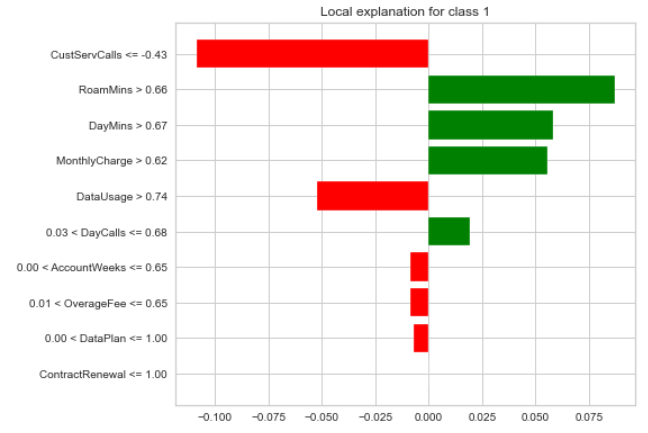 Local explanation for class 1
CustServCalls <= -0.43
RoamMins > 0.66
DayMins > 0.67
MonthlyCharge > 0.62
DataUsage > 0.74
0.03 < DayCalls <= 0.68
0.00 < AccountWeeks <= 0.65
0.01 < OverageFee <= 0.65
0.00 < DataPlan <= 1.00
ContractRenewal <= 1.00
−0.100 −0.075 −0.050 −0.025 0.000 0.025 0.050 0.075